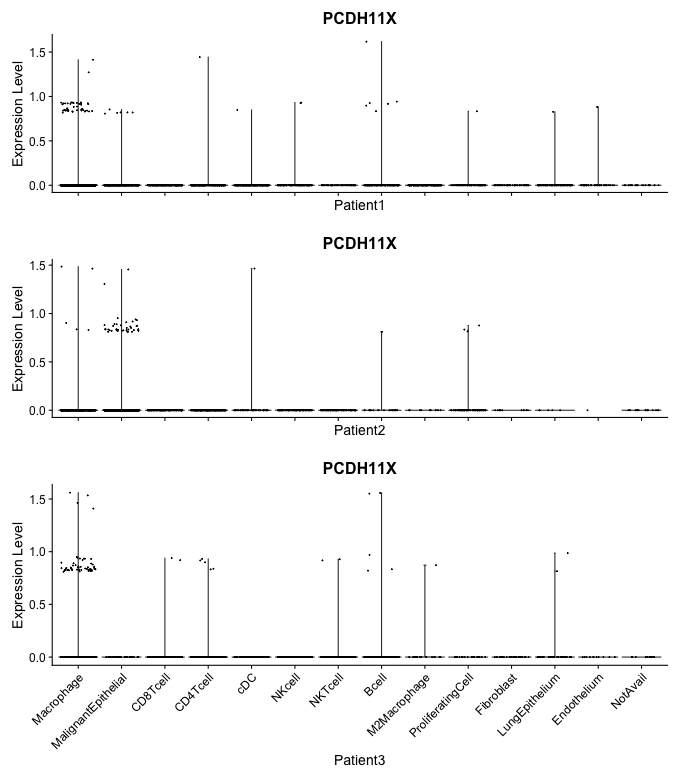 PCDH11X
Expression Level
1.5
1.0
0.5
0.0
Patient1
PCDH11X
Expression Level
1.5
1.0
0.5
0.0
Patient2
PCDH11X
Expression Level
1.5
1.0
0.5
0.0
Macrophage
MalignantEpithelial
CD8Tcell
CD4Tcell
cDC
NKcell
NKTcell
Bcell
M2Macrophage
ProliferatingCell
Fibroblast
LungEpithelium
Endothelium
NotAvail
Patient3